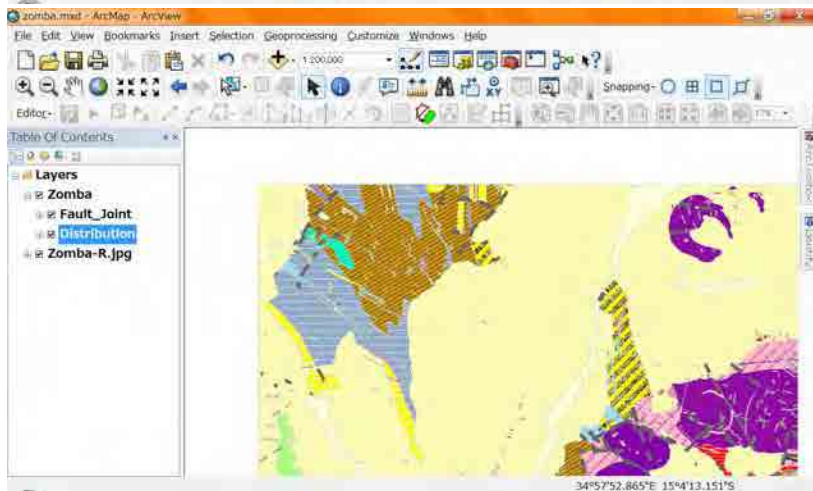 zomba.mxd - ArcMap - ArcView
File Edit View Bookmarks Insert Selection Geoprocessing Customize Windows Help
1:200,000
Snapping
Editor
Table Of Contents
Layers
Zomba
Fault_Joint
Distribution
Zomba-R.jpg
ArcToolbox
34°57'52.865"E 15°4'13.151"S